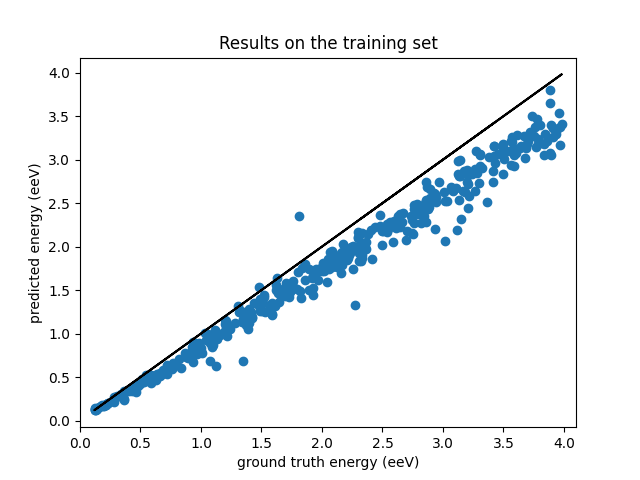 Results on the training set
4.0
3.5
3.0
2.5
2.0
1.5
1.0
0.5
0.0
predicted energy (eeV)
0.0 0.5 1.0 1.5 2.0 2.5 3.0 3.5 4.0
ground truth energy (eeV)